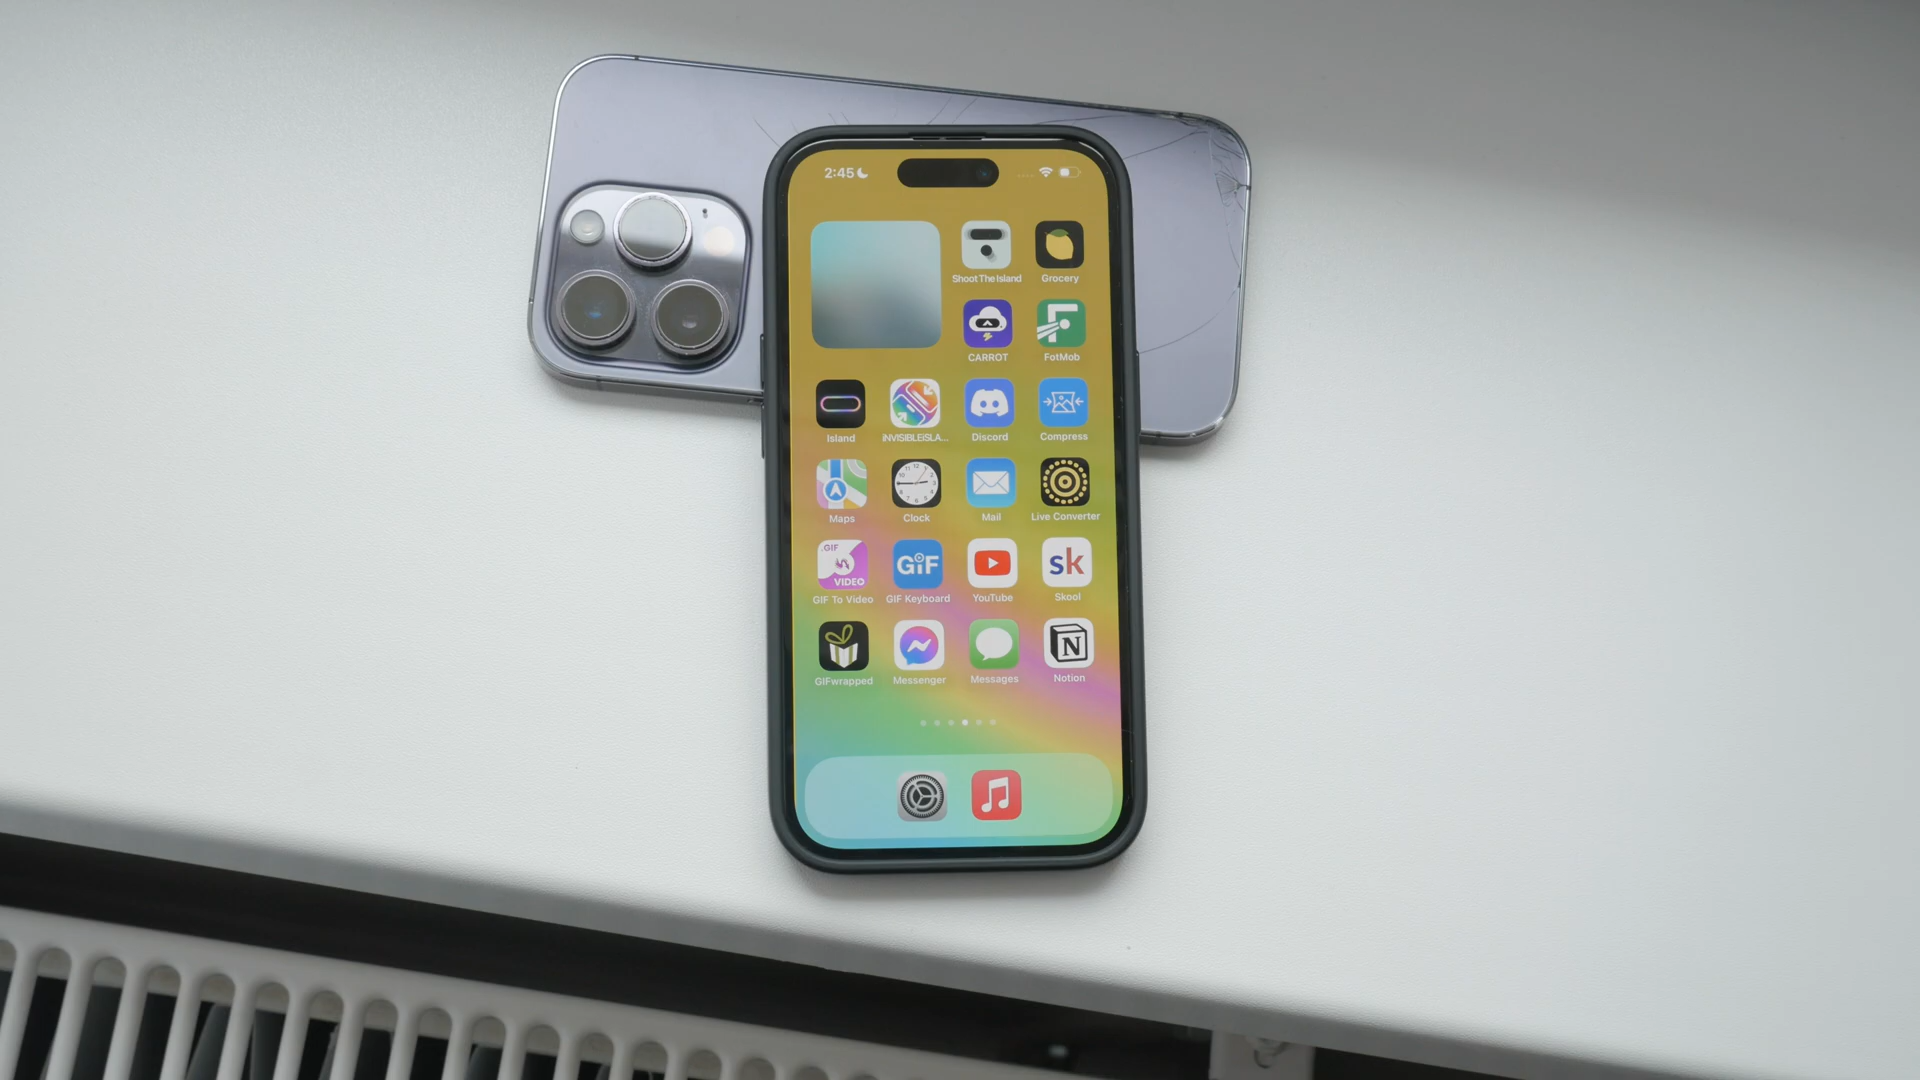 2:45
Shoot The Island
Grocery
CARROT
FotMob
Island
iNVISIBLEiSLA...
Discord
Compress
Maps
Clock
Mail
Live Converter
.GIF
VIDEO
GIF
sk
GIF To Video
GIF Keyboard
YouTube
Skool
N
GIFwrapped
Messenger
Messages
Notion